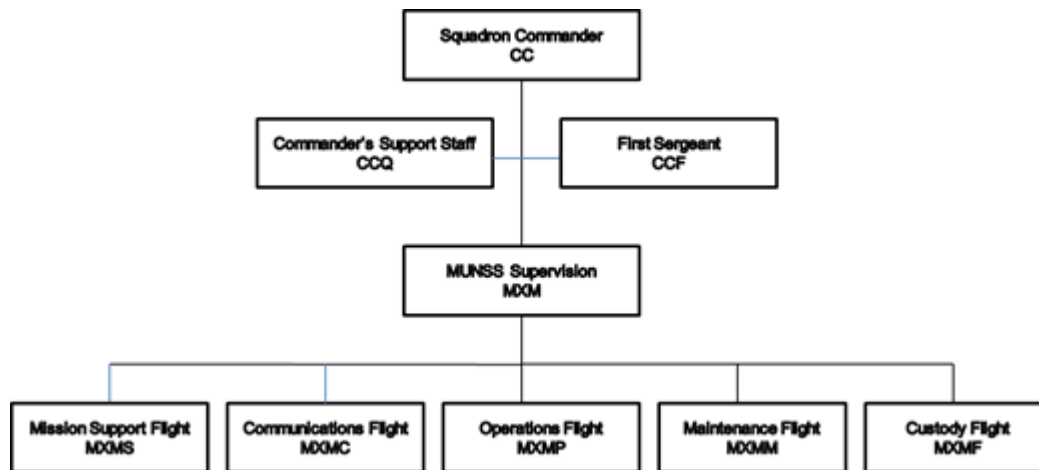 Squadron Commander
CC
Commander's Support Staff
CCQ
First Sergeant
CCF
MUNSS Supervision
MXM
Mission Support Flight
MXMS
Communications Flight
MXMC
Operations Flight
MXMP
Maintenance Flight
MXMM
Custody Flight
MXMF